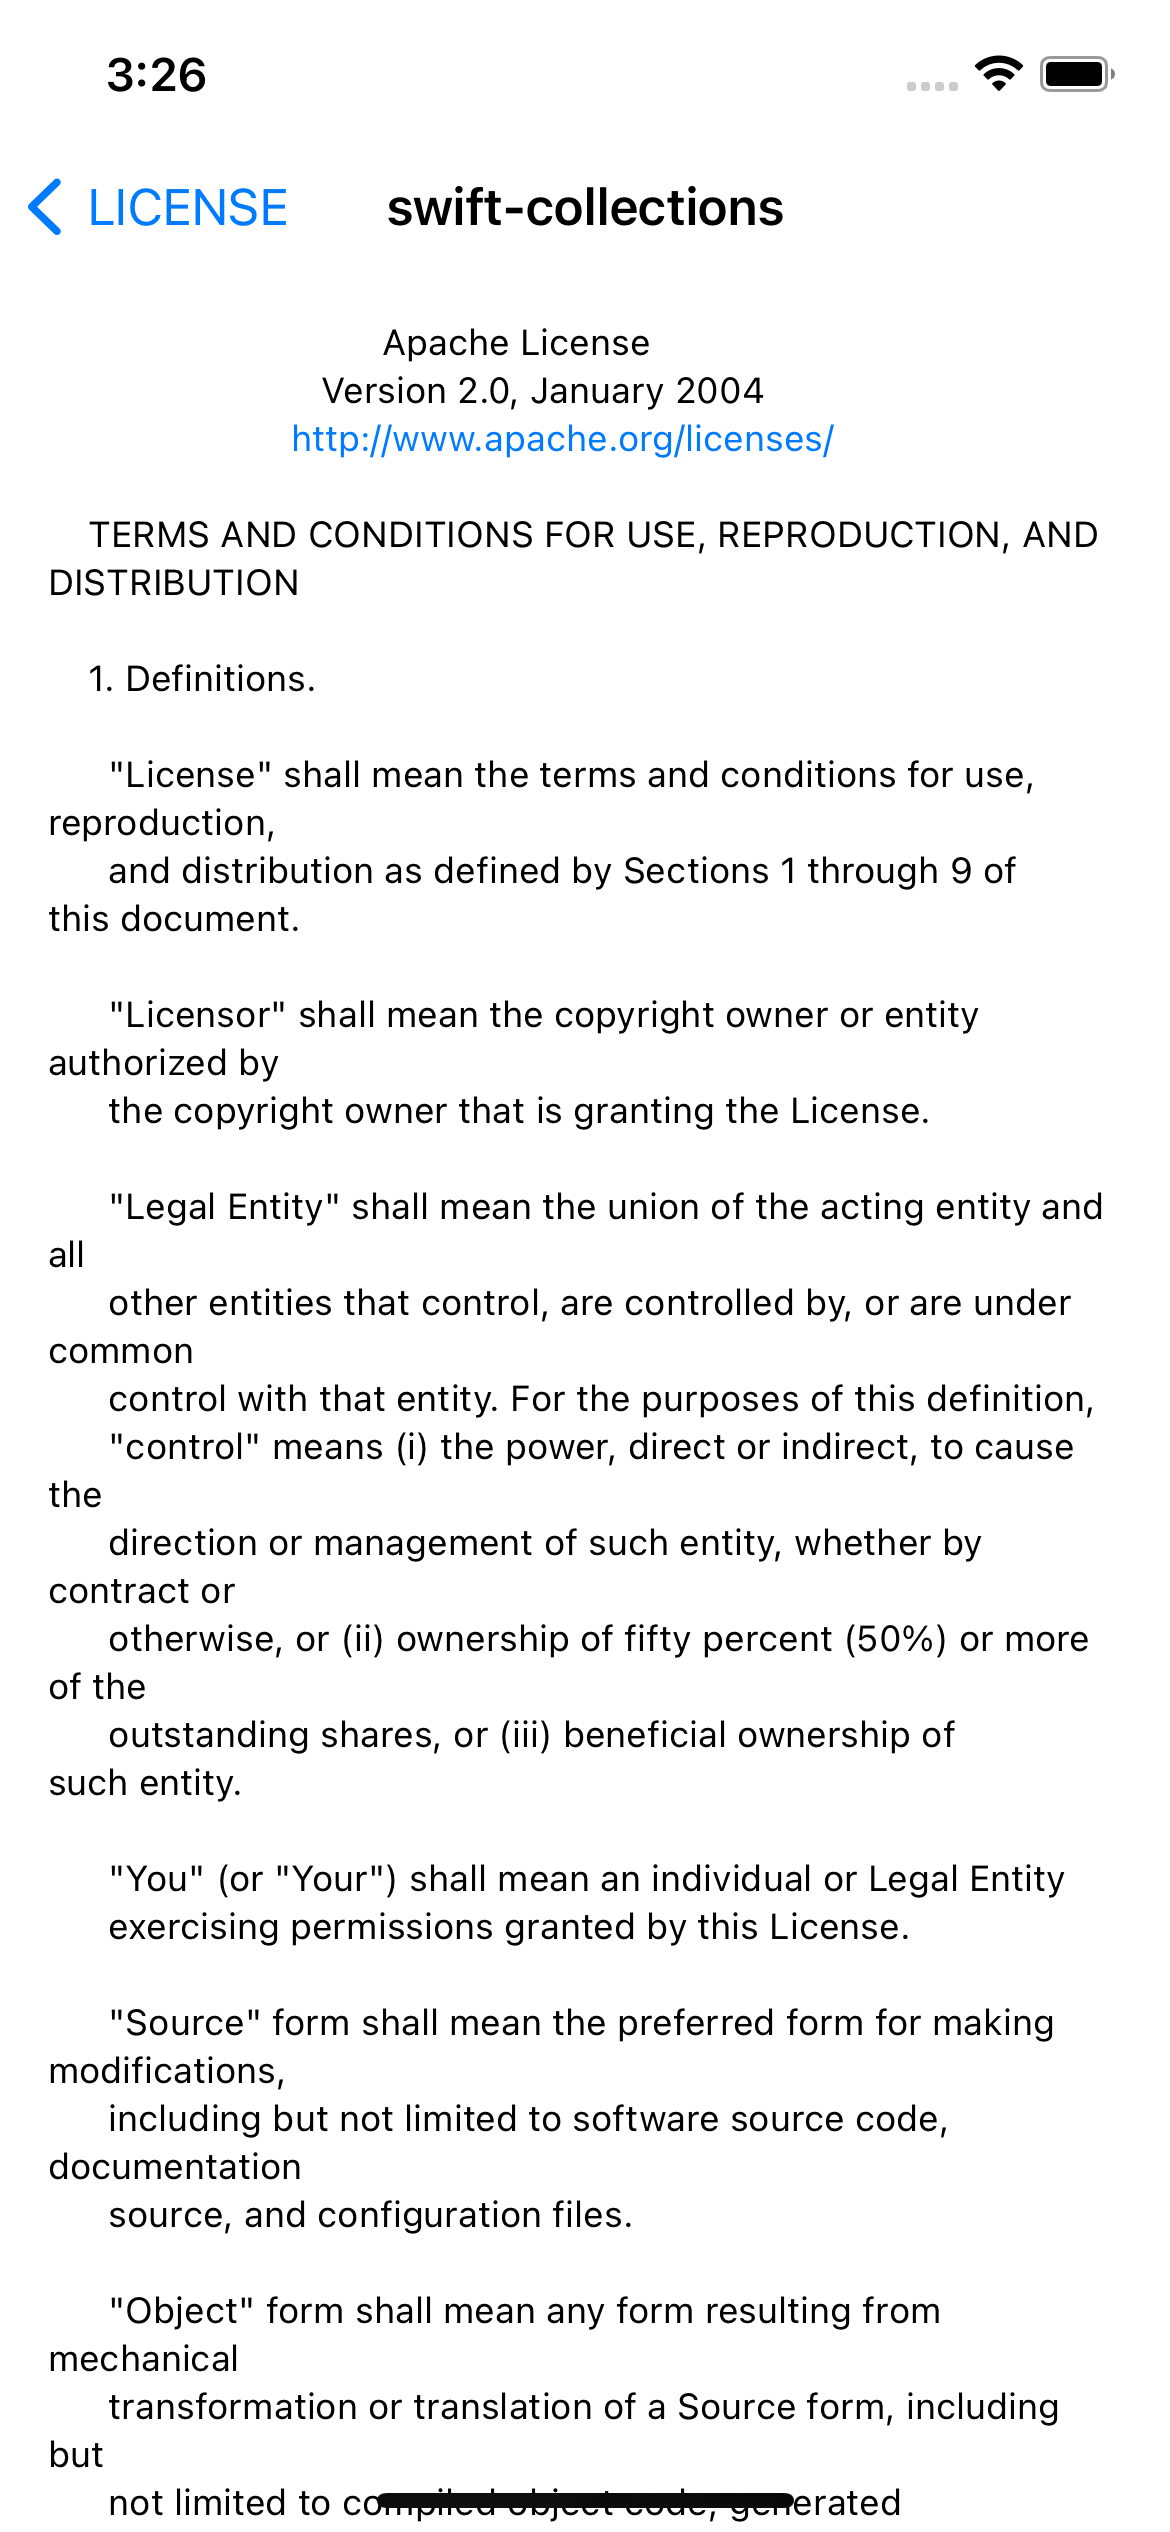 3:26
LICENSE
swift-collections
Apache License
Version 2.0, January 2004
http://www.apache.org/licenses/
TERMS AND CONDITIONS FOR USE, REPRODUCTION, AND
DISTRIBUTION
1. Definitions.
"License" shall mean the terms and conditions for use,
reproduction,
and distribution as defined by Sections 1 through 9 of
this document.
"Licensor" shall mean the copyright owner or entity
authorized by
the copyright owner that is granting the License.
"Legal Entity" shall mean the union of the acting entity and
all
other entities that control, are controlled by, or are under
common
control with that entity. For the purposes of this definition,
"control" means (i) the power, direct or indirect, to cause
the
direction or management of such entity, whether by
contract or
otherwise, or (ii) ownership of fifty percent (50%) or more
of the
outstanding shares, or (iii) beneficial ownership of
such entity.
"You" (or "Your") shall mean an individual or Legal Entity
exercising permissions granted by this License.
"Source" form shall mean the preferred form for making
modifications,
including but not limited to software source code,
documentation
source, and configuration files.
"Object" form shall mean any form resulting from
mechanical
transformation or translation of a Source form, including
but
not limited to compiled object code, generated